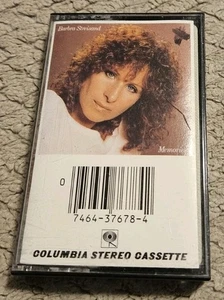 Barbra Streisand
Memories
0
7464-37678-4
COLUMBIA STEREO CASSETTE